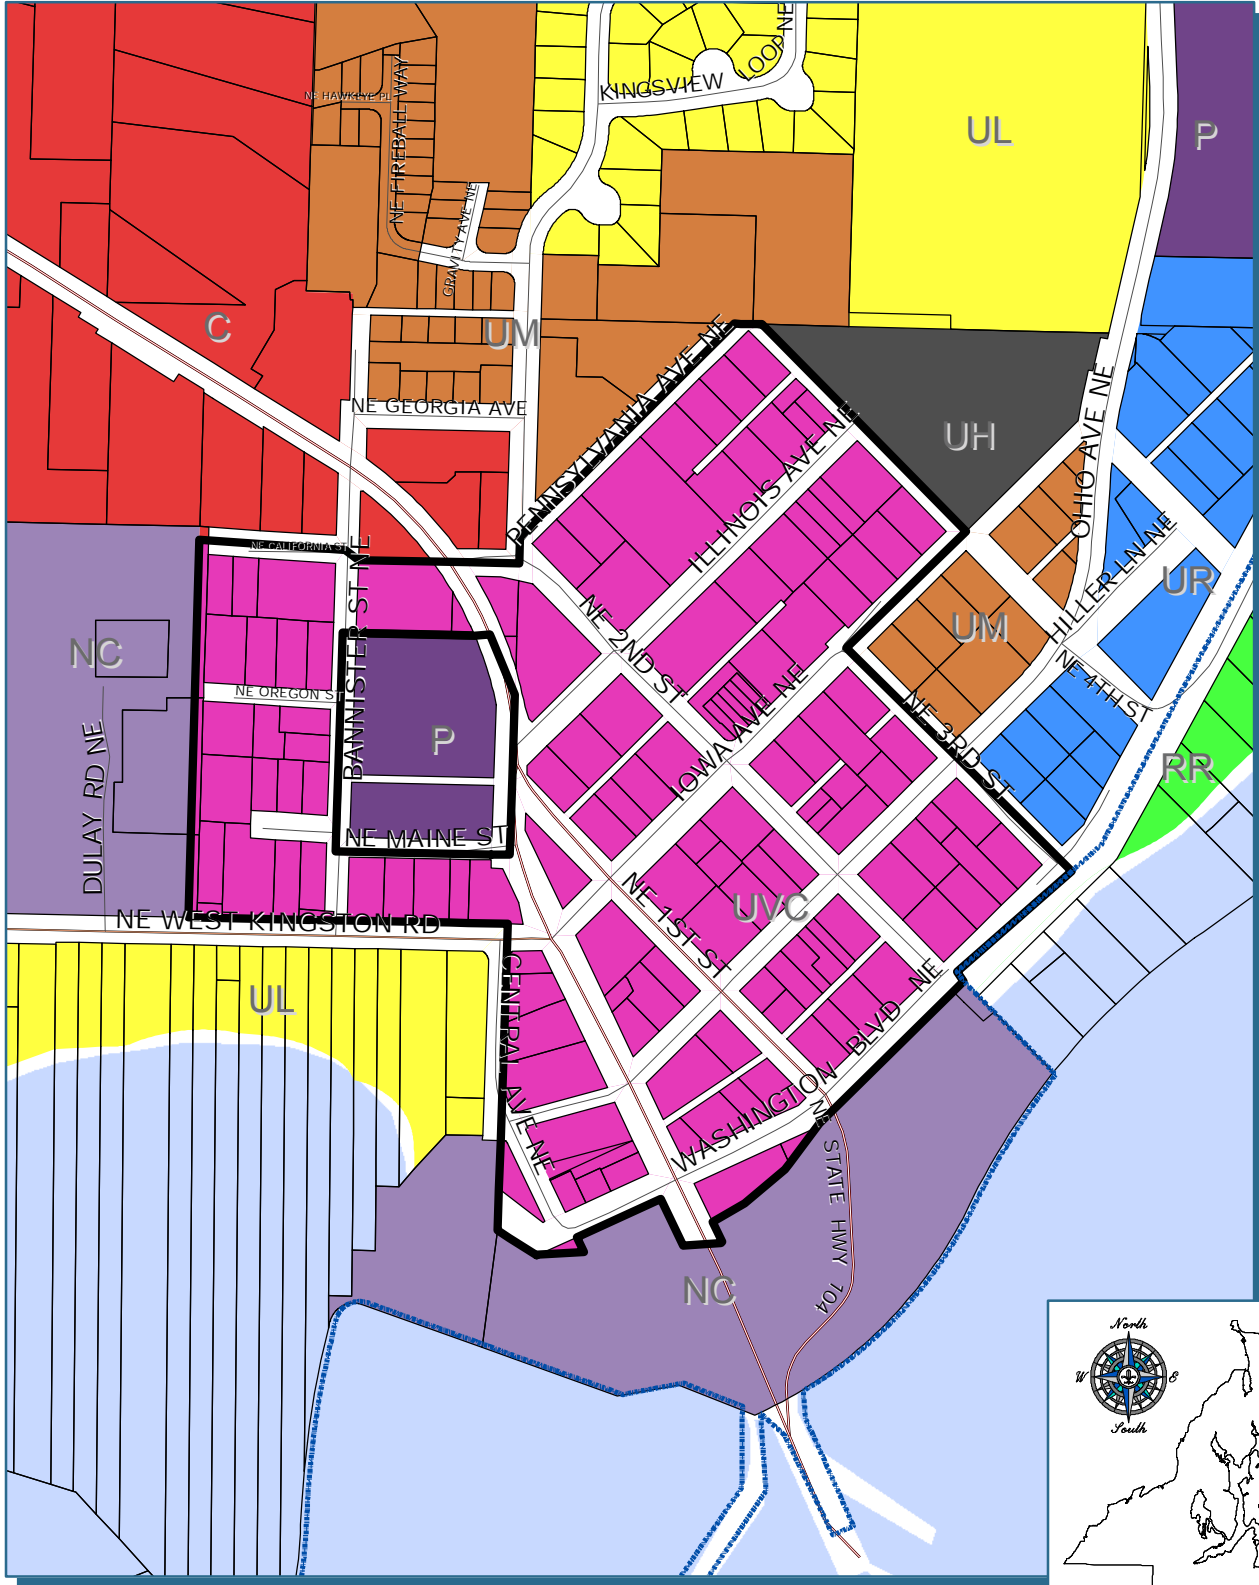 LOOP NE
KINGSVIEW
NE HAWKEYE PL
NE FIREBALL WAY
UL
P
GRAVITY AVE NE
C
UM
PENNSYLVANIA AVE NE
NE GEORGIA AVE
ILLINOIS AVE NE
UH
OHIO AVE NE
NE CALIFORNIA ST
HILLER LN NE
UR
BANNISTER ST NE
NE 2ND ST
UM
NC
NE OREGON ST
NE 4TH ST
IOWA AVE NE
NE 3RD ST
P
RR
DULAY RD NE
NE MAINE ST
UVC
NE 1ST ST
NE WEST KINGSTON RD
UL
CENTRAL AVE NE
WASHINGTON BLVD NE
NE STATE HWY 104
NC
North
W
E
South